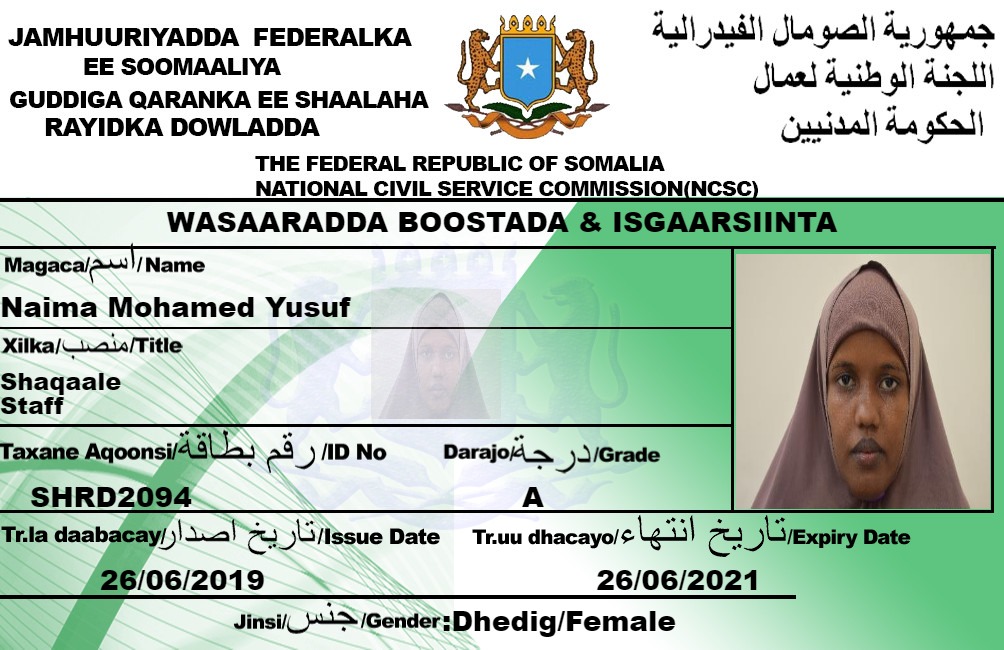 JAMHUURIYADDA FEDERALKA
EE SOOMAALIYA
GUDDIGA QARANKA EE SHAALAHA
RAYIDKA DOWLADDA
جمهورية الصومال الفيدرالية
اللجنة الوطنية لعمال
الحكومة المدنيين
THE FEDERAL REPUBLIC OF SOMALIA
NATIONAL CIVIL SERVICE COMMISSION(NCSC)
WASAARADDA BOOSTADA & ISGAARSIINTA
Magaca/اسم/Name
Naima Mohamed Yusuf
Xilka/منصب/Title
Shaqaale
Staff
Taxane Aqoonsi/رقم بطاقة/ID No
Darajo/درجة/Grade
SHRD2094
A
Tr.la daabacay/تاريخ اصدار/Issue Date
Tr.uu dhacayo/تاريخ انتهاء/Expiry Date
26/06/2019
26/06/2021
Jinsi/جنس/Gender:Dhedig/Female